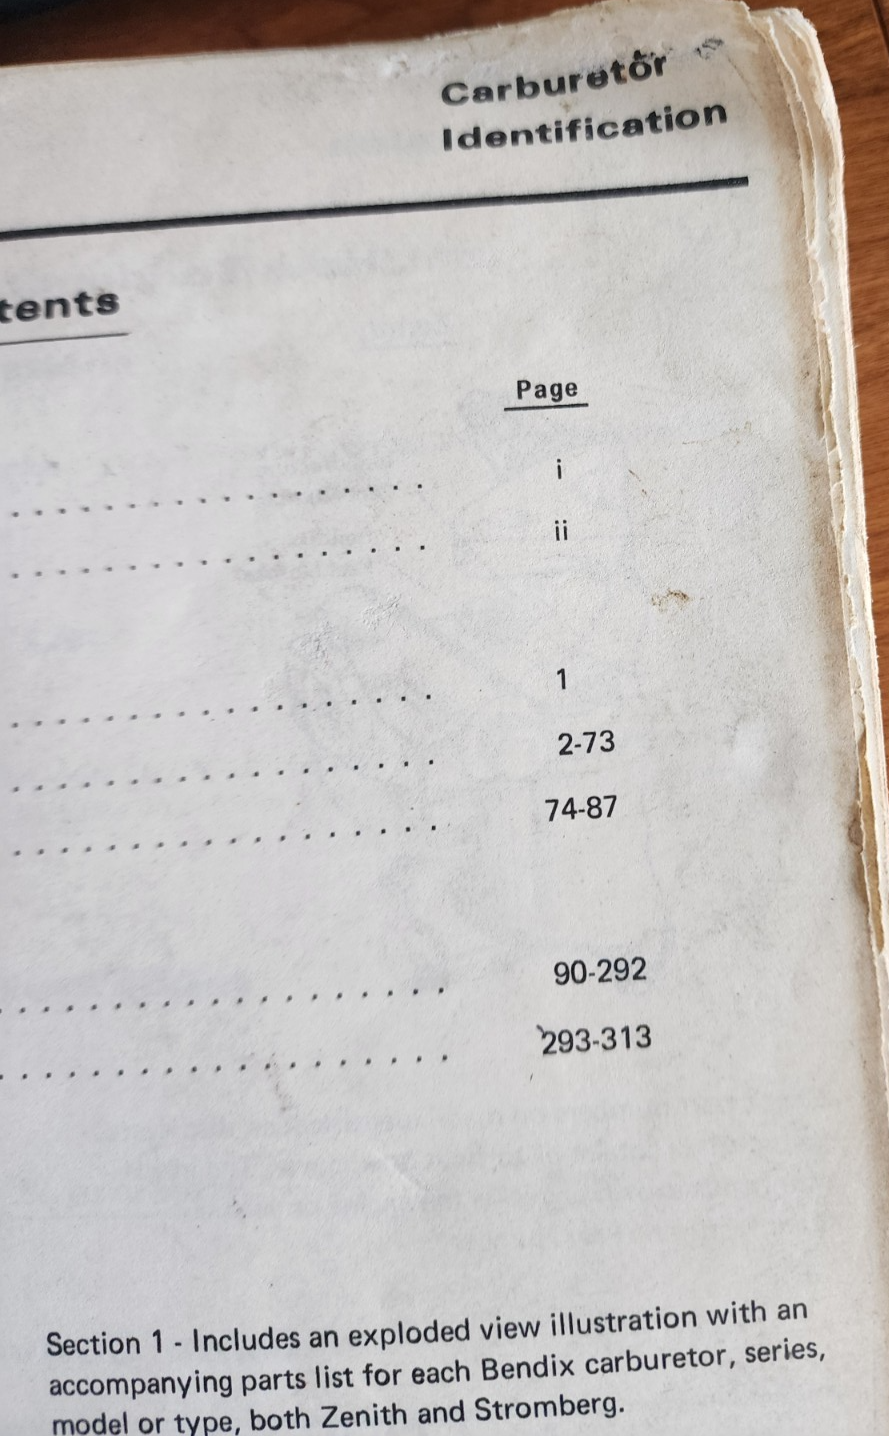 Carburetor
Identification
tents
Page
. . . . . . . . . . . . . . . . . . i
. . . . . . . . . . . . . . . . . . ii
. . . . . . . . . . . . . . . . . . 1
. . . . . . . . . . . . . . . . . . 2-73
. . . . . . . . . . . . . . . . . . 74-87
. . . . . . . . . . . . . . . . . . . 90-292
. . . . . . . . . . . . . . . . . . . 293-313
Section 1 - Includes an exploded view illustration with an
accompanying parts list for each Bendix carburetor, series,
model or type, both Zenith and Stromberg.